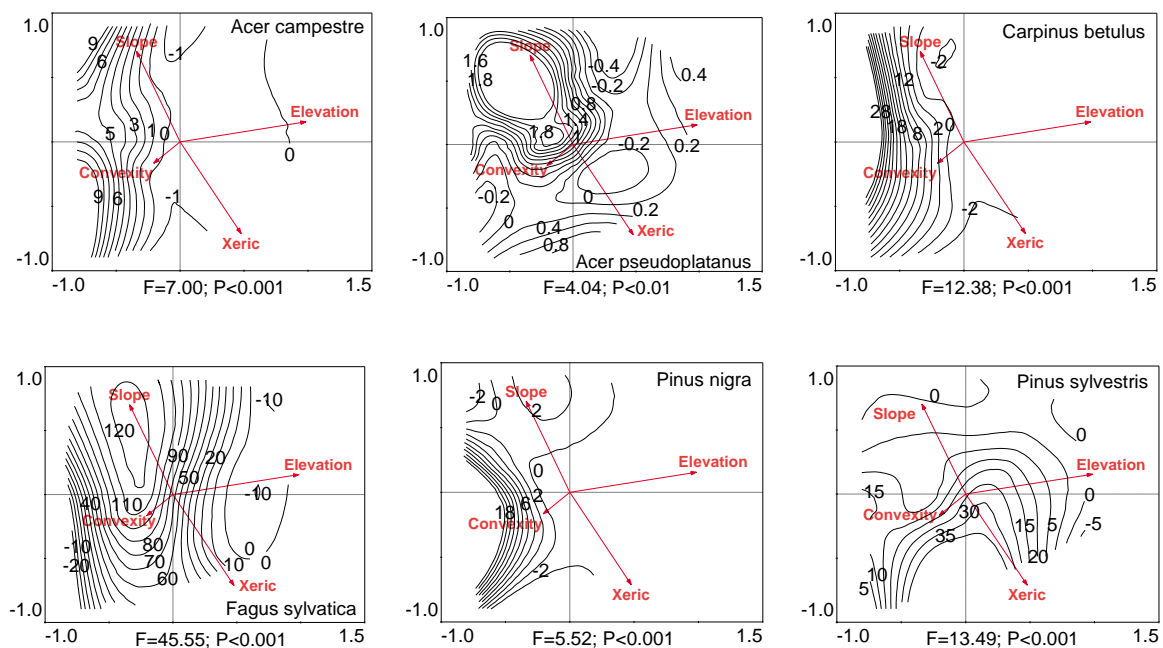 1.0
Acer campestre
9
6
Slope
-1
5
3
1
0
Elevation
0
Convexity
9
6
-1
Xeric
-1.0
-1.0
1.5
F=7.00; P<0.001
1.0
1.6
1.8
Slope
-0.4
-0.2
0.4
0.8
1.4
1.8
1
Elevation
-0.2
0.2
Convexity
-0.2
0
0
0.2
0.4
0.8
Xeric
Acer pseudoplatanus
-1.0
-1.0
1.5
F=4.04; P<0.01
1.0
Carpinus betulus
Slope
-2
12
28
18
8
2
0
Elevation
Convexity
-2
Xeric
-1.0
-1.0
1.5
F=12.38; P<0.001
1.0
Slope
-10
120
90
20
50
Elevation
40
110
-10
Convexity
-10
-20
80
70
60
0
10
0
Xeric
Fagus sylvatica
-1.0
-1.0
1.5
F=45.55; P<0.001
1.0
Pinus nigra
-2
0
Slope
2
0
Elevation
2
6
18
Convexity
-2
Xeric
-1.0
-1.0
1.5
F=5.52; P<0.001
1.0
Pinus sylvestris
0
Slope
0
Elevation
15
0
Convexity
30
35
15
5
-5
20
10
5
Xeric
-1.0
-1.0
1.5
F=13.49; P<0.001